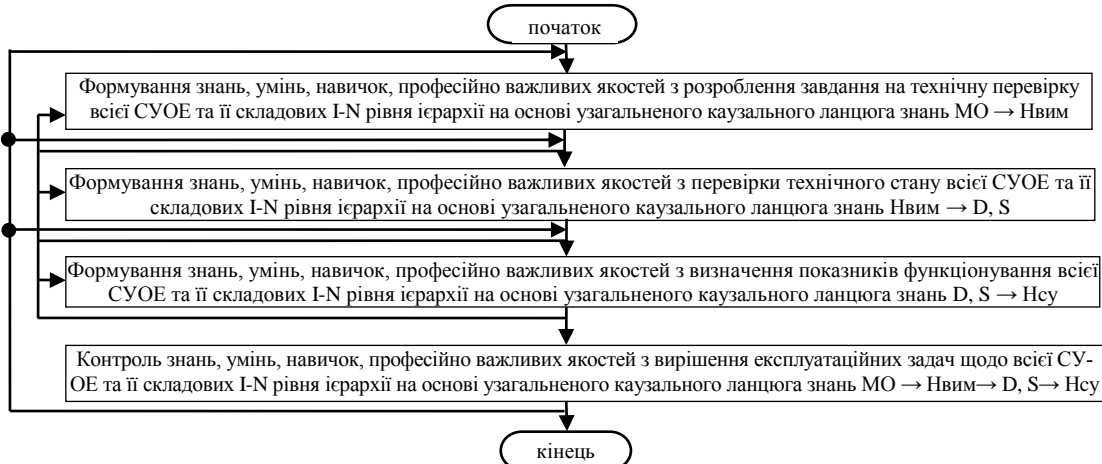 початок
Формування знань, умінь, навичок, професійно важливих якостей з розроблення завдання на технічну перевірку
всієї СУОЕ та її складових I-N рівня ієрархії на основі узагальненого каузального ланцюга знань МО → Нвим
Формування знань, умінь, навичок, професійно важливих якостей з перевірки технічного стану всієї СУОЕ та її
складових I-N рівня ієрархії на основі узагальненого каузального ланцюга знань Нвим → D, S
Формування знань, умінь, навичок, професійно важливих якостей з визначення показників функціонування всієї
СУОЕ та її складових I-N рівня ієрархії на основі узагальненого каузального ланцюга знань D, S → Нсу
Контроль знань, умінь, навичок, професійно важливих якостей з вирішення експлуатаційних задач щодо всієї СУ-
ОЕ та її складових I-N рівня ієрархії на основі узагальненого каузального ланцюга знань МО → Нвим→ D, S→ Нсу
кінець